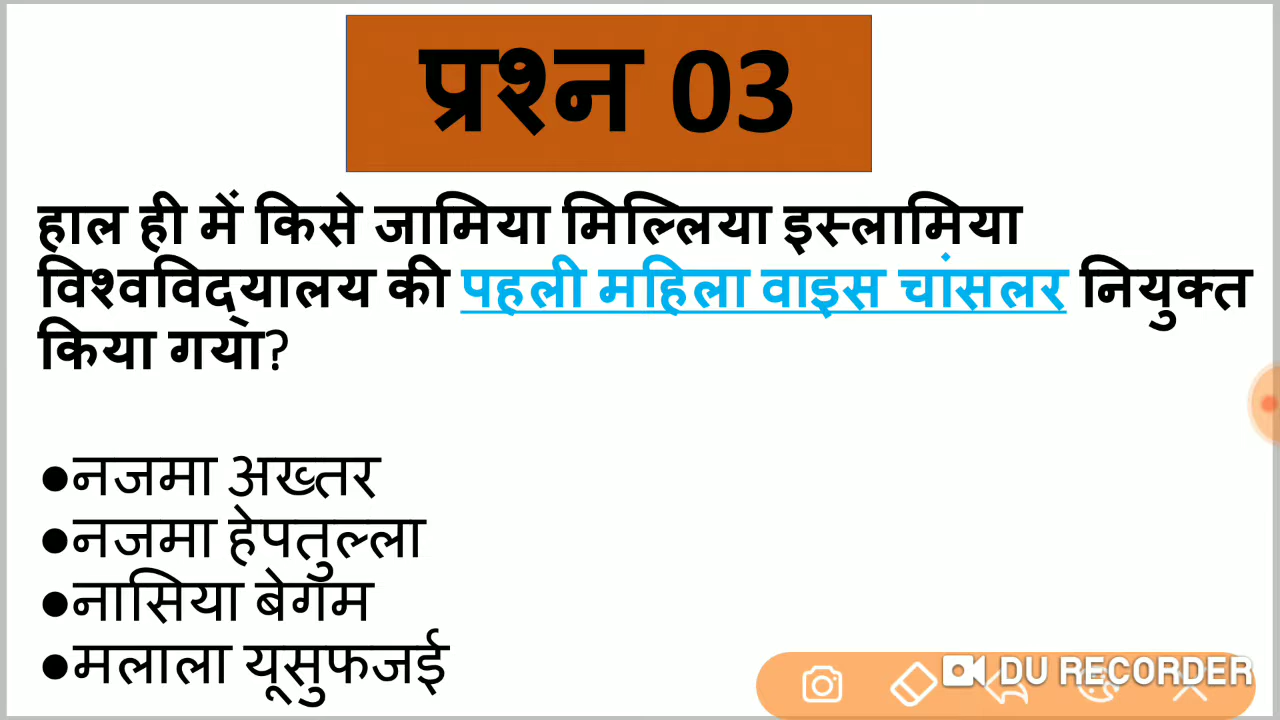 प्रश्न 03
हाल ही में किसे जामिया मिल्लिया इस्लामिया
विश्वविद्यालय की पहली महिला वाइस चांसलर नियुक्त
किया गया?
●नजमा अख्तर
●नजमा हेपतुल्ला
●नासिया बेगम
●मलाला यूसुफजई
DU RECORDER